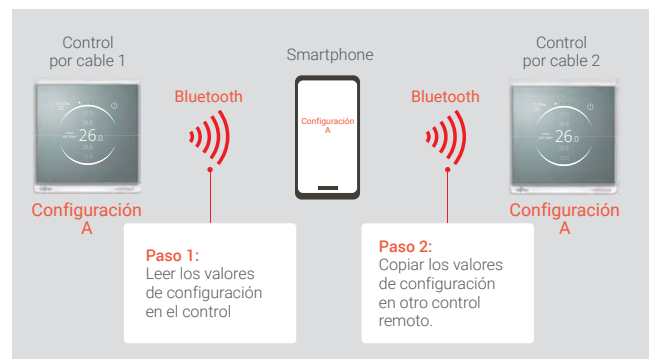 Control
por cable 1
Smartphone
Control
por cable 2
Bluetooth
Bluetooth
Configuración
A
26.0
26.0
Configuración
A
Configuración
A
Paso 1:
Leer los valores
de configuración
en el control
Paso 2:
Copiar los valores
de configuración
en otro control
remoto.